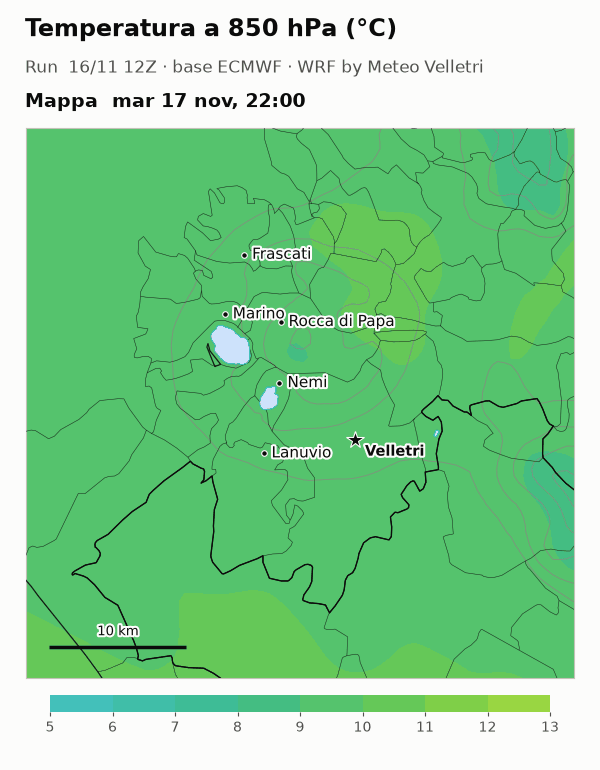 Temperatura a 850 hPa (°C)
Run  16/11 12Z · base ECMWF · WRF by Meteo Velletri
Mappa  mar 17 nov, 22:00
Frascati
Marino
Rocca di Papa
Nemi
Velletri
Lanuvio
10 km
5 6 7 8 9 10 11 12 13